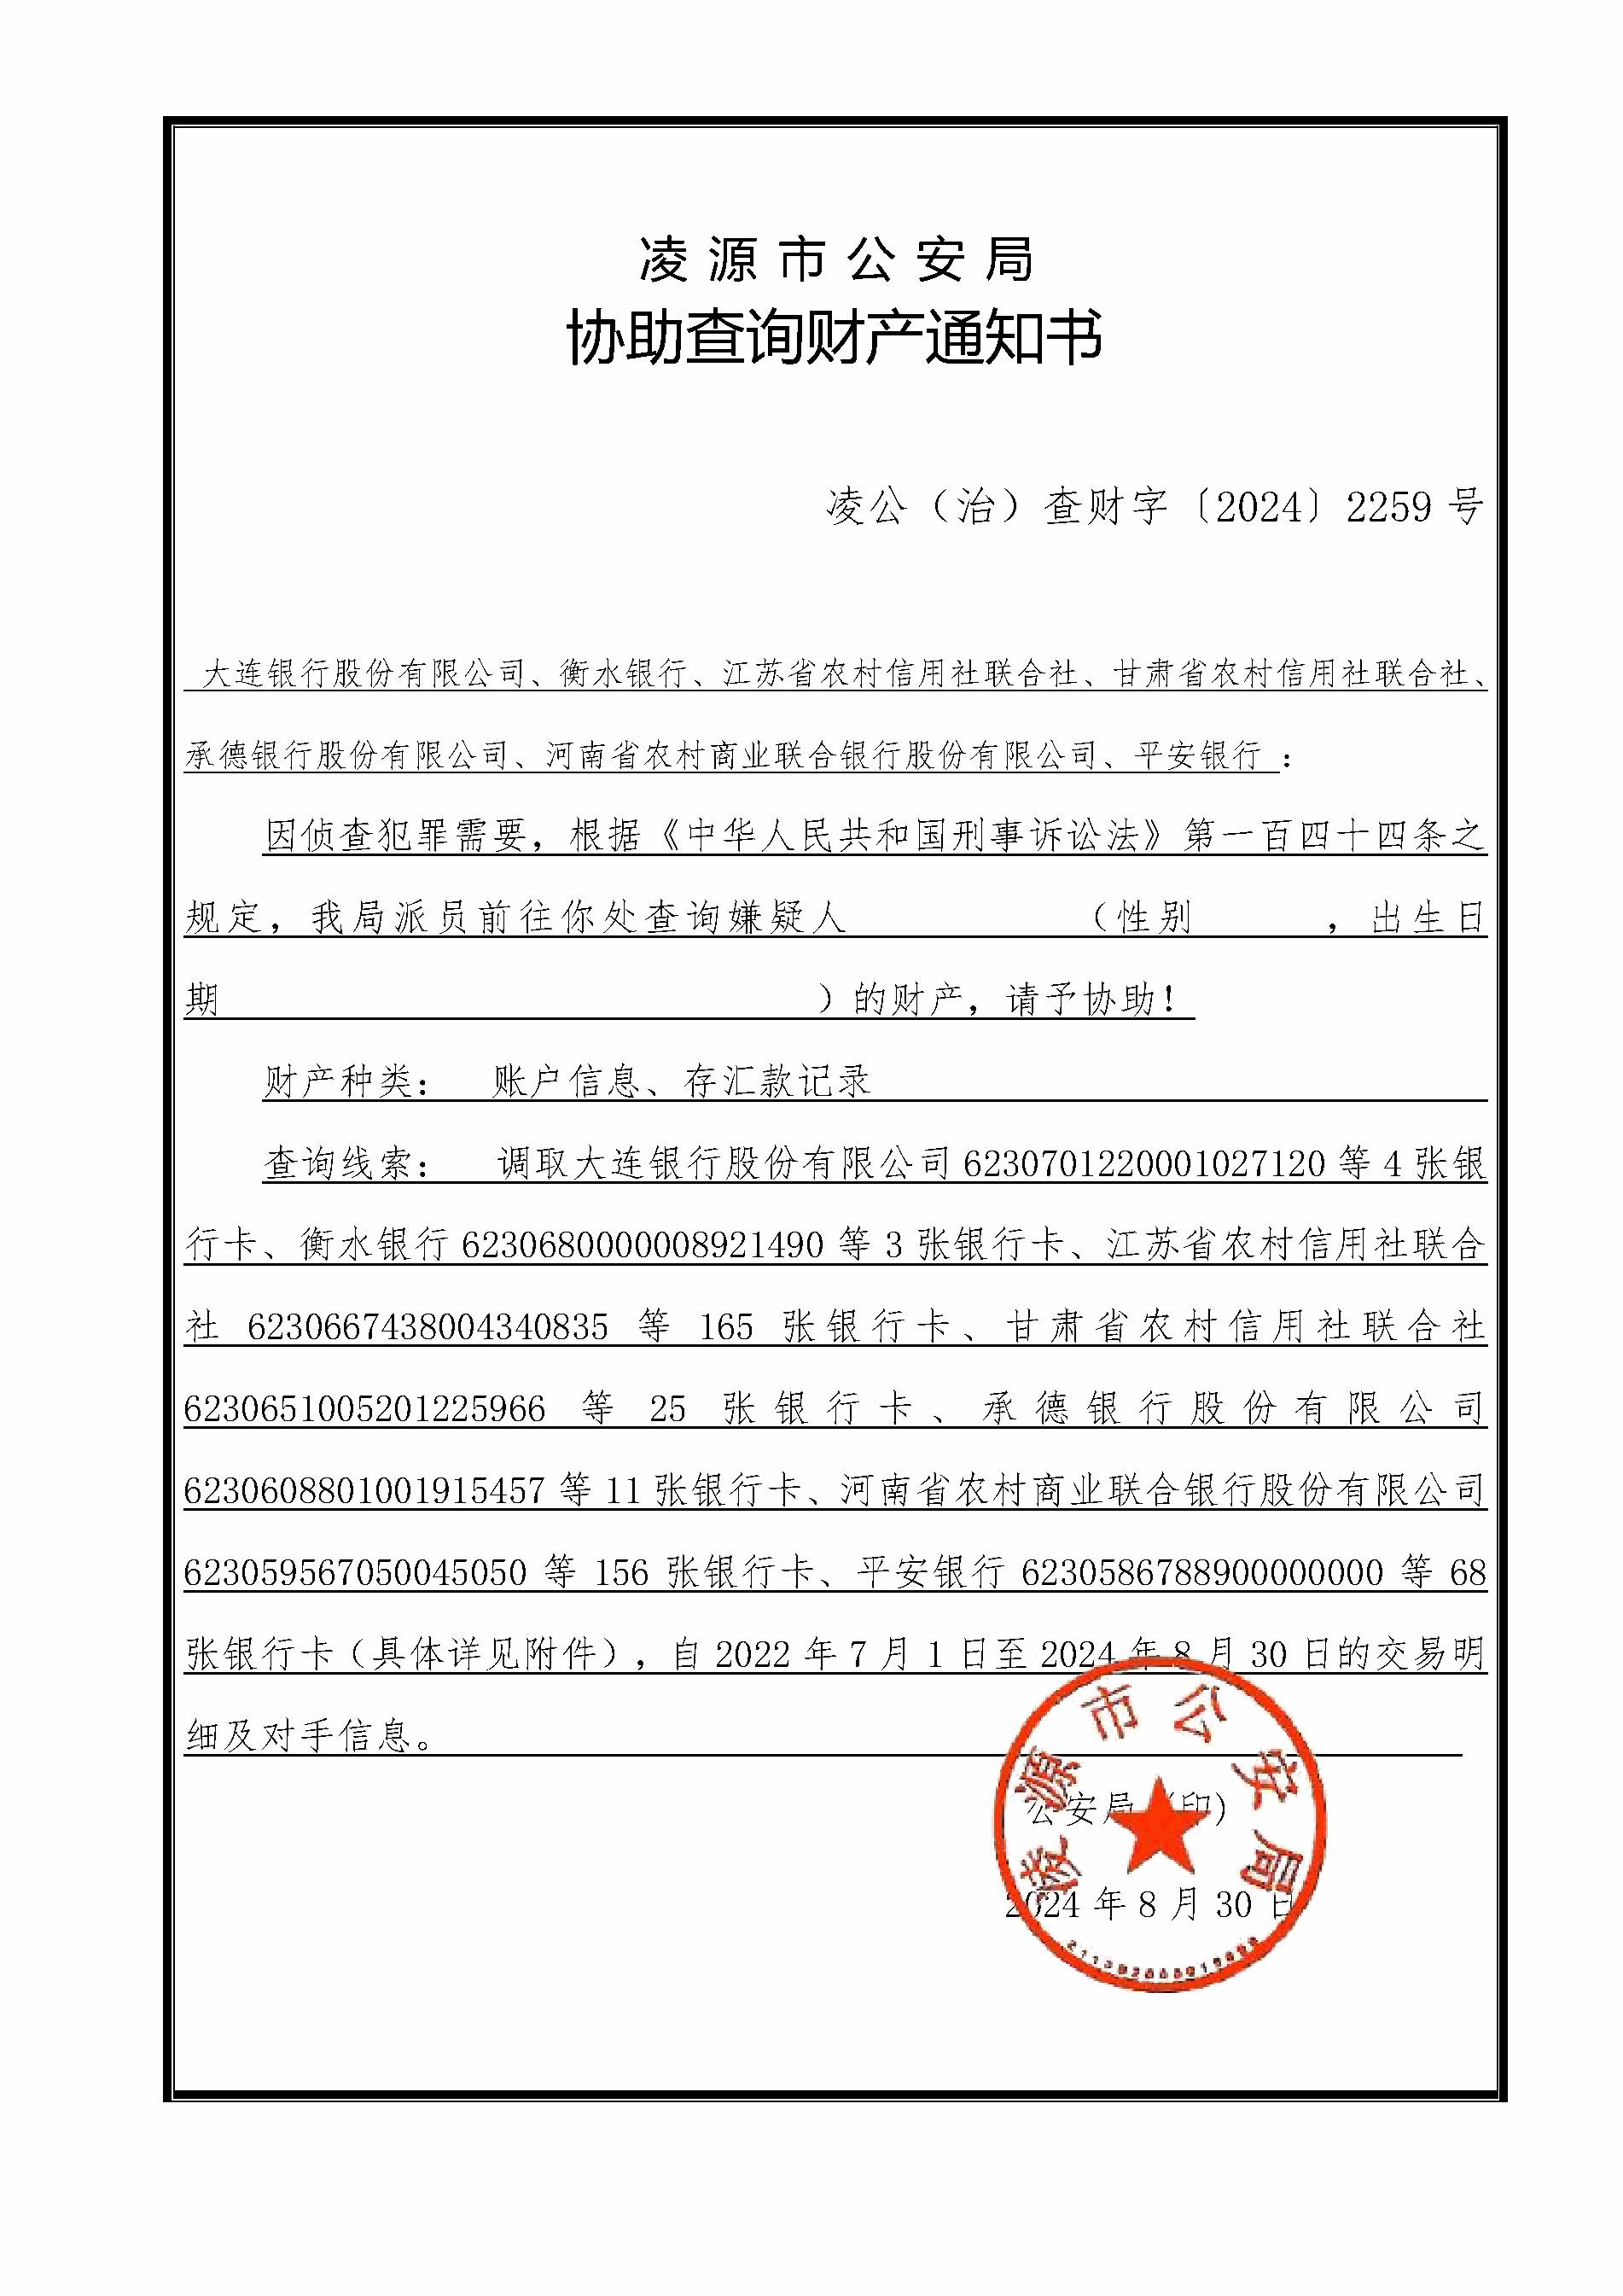 凌源市公安局
协助查询财产通知书
凌公（治）查财字〔2024〕2259 号
大连银行股份有限公司、衡水银行、江苏省农村信用社联合社、甘肃省农村信用社联合社、
承德银行股份有限公司、河南省农村商业联合银行股份有限公司、平安银行 ：
因侦查犯罪需要，根据《中华人民共和国刑事诉讼法》第一百四十四条之
规定，我局派员前往你处查询嫌疑人 （性别 ，出生日
期 ）的财产，请予协助！
财产种类： 账户信息、存汇款记录
查询线索： 调取大连银行股份有限公司 6230701220001027120 等 4 张银
行卡、衡水银行 6230680000008921490 等 3 张银行卡、江苏省农村信用社联合
社 6230667438004340835 等 165 张银行卡、甘肃省农村信用社联合社
6230651005201225966 等 25 张银行卡、承德银行股份有限公司
6230608801001915457 等 11 张银行卡、河南省农村商业联合银行股份有限公司
623059567050045050 等 156 张银行卡、平安银行 6230586788900000000 等 68
张银行卡（具体详见附件），自 2022 年 7 月 1 日至 2024 年 8 月 30 日的交易明
细及对手信息。
凌源市公安局
公安局（印）
2024 年 8 月 30 日